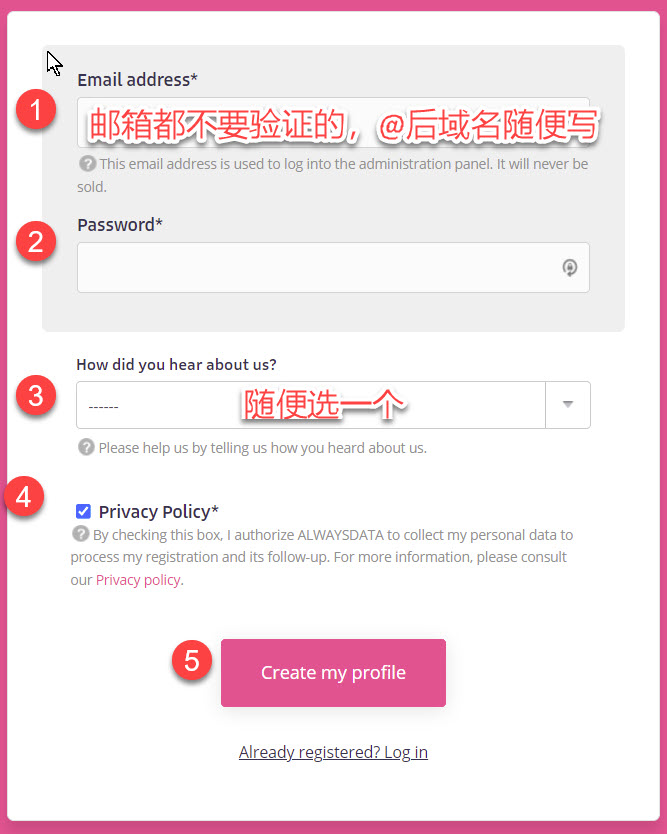 Email address*
1
邮箱都不要验证的，@后域名随便写
? This email address is used to log into the administration panel. It will never be
sold.
Password*
2
How did you hear about us?
3
------
随便选一个
? Please help us by telling us how you heard about us.
4
Privacy Policy*
? By checking this box, I authorize ALWAYSDATA to collect my personal data to
process my registration and its follow-up. For more information, please consult
our Privacy policy.
5
Create my profile
Already registered? Log in